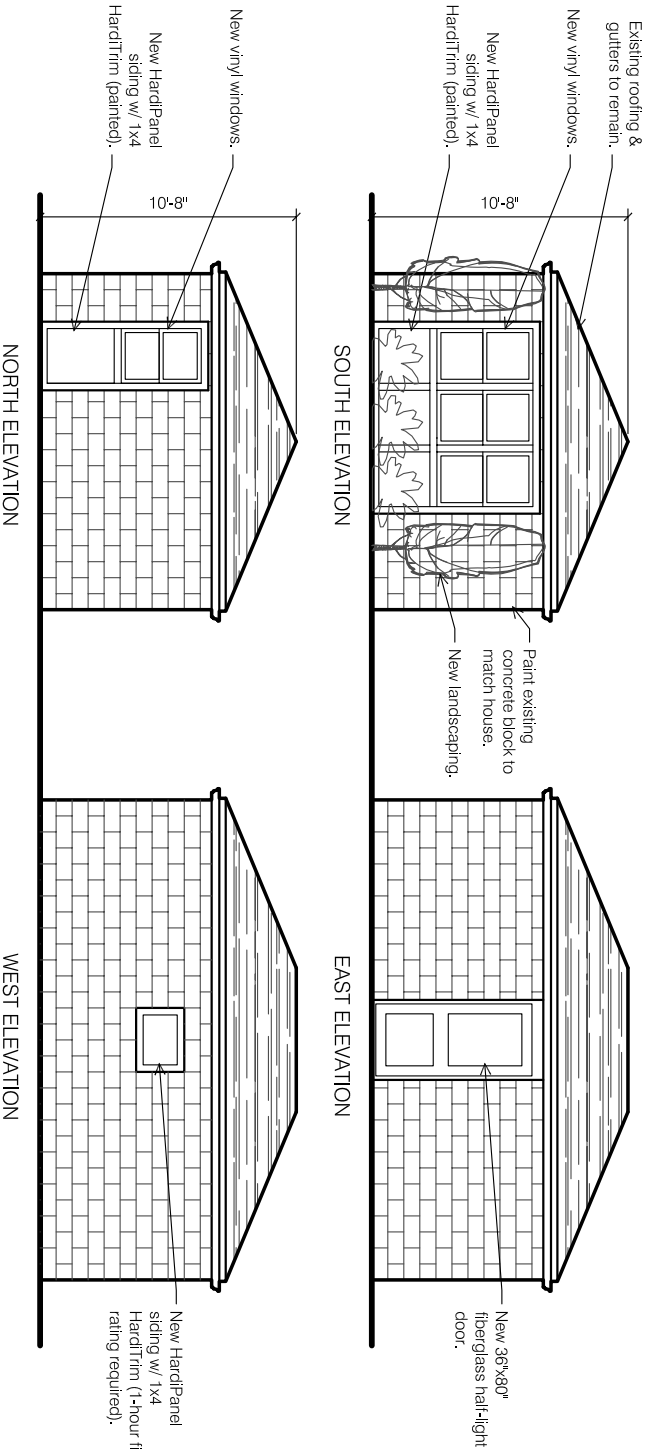 Existing roofing &
gutters to remain.
New vinyl windows.
New HardiPanel
siding w/ 1x4
HardiTrim (painted).
10'-8"
SOUTH ELEVATION
Paint existing
concrete block to
match house.
New landscaping.
EAST ELEVATION
New 36"x80"
fiberglass half-light
door.
New vinyl windows.
New HardiPanel
siding w/ 1x4
HardiTrim (painted).
10'-8"
NORTH ELEVATION
WEST ELEVATION
New HardiPanel
siding w/ 1x4
HardiTrim (1-hour fi
rating required).